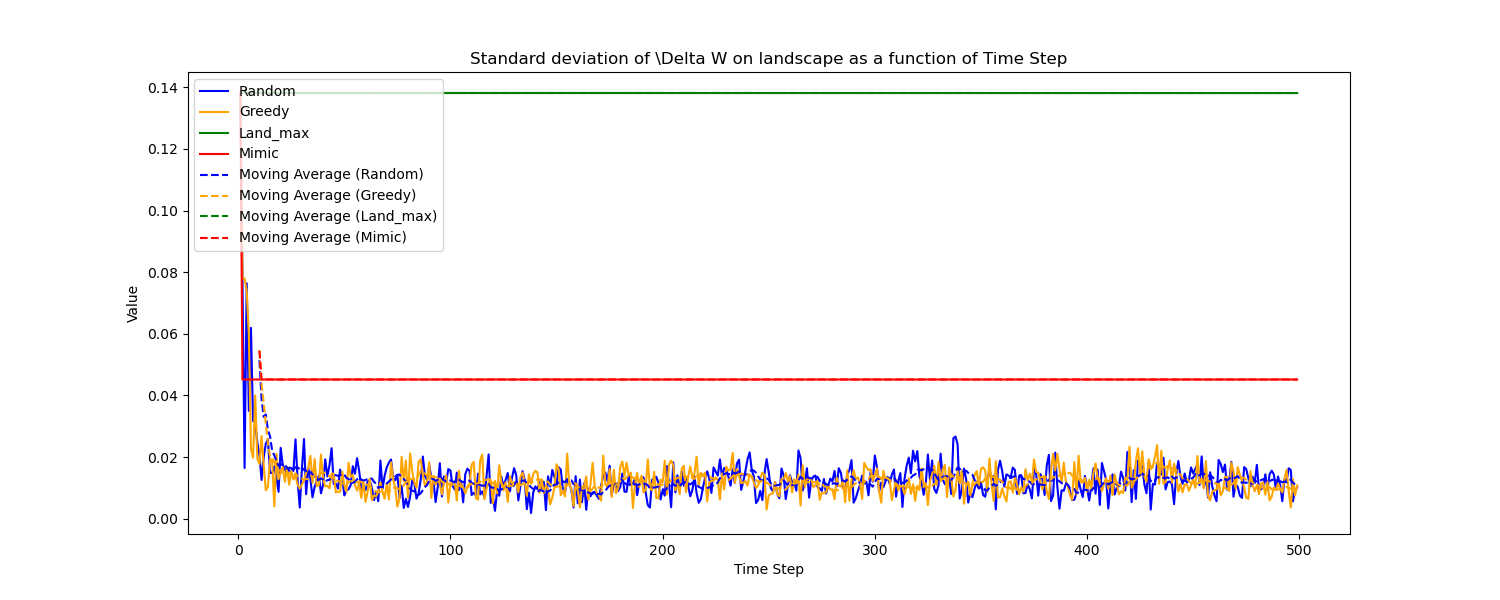 Standard deviation of \Delta W on landscape as a function of Time Step
Value
0.14
0.12
0.10
0.08
0.06
0.04
0.02
0.00
Random
Greedy
Land_max
Mimic
Moving Average (Random)
Moving Average (Greedy)
Moving Average (Land_max)
Moving Average (Mimic)
0
100
200
300
400
500
Time Step